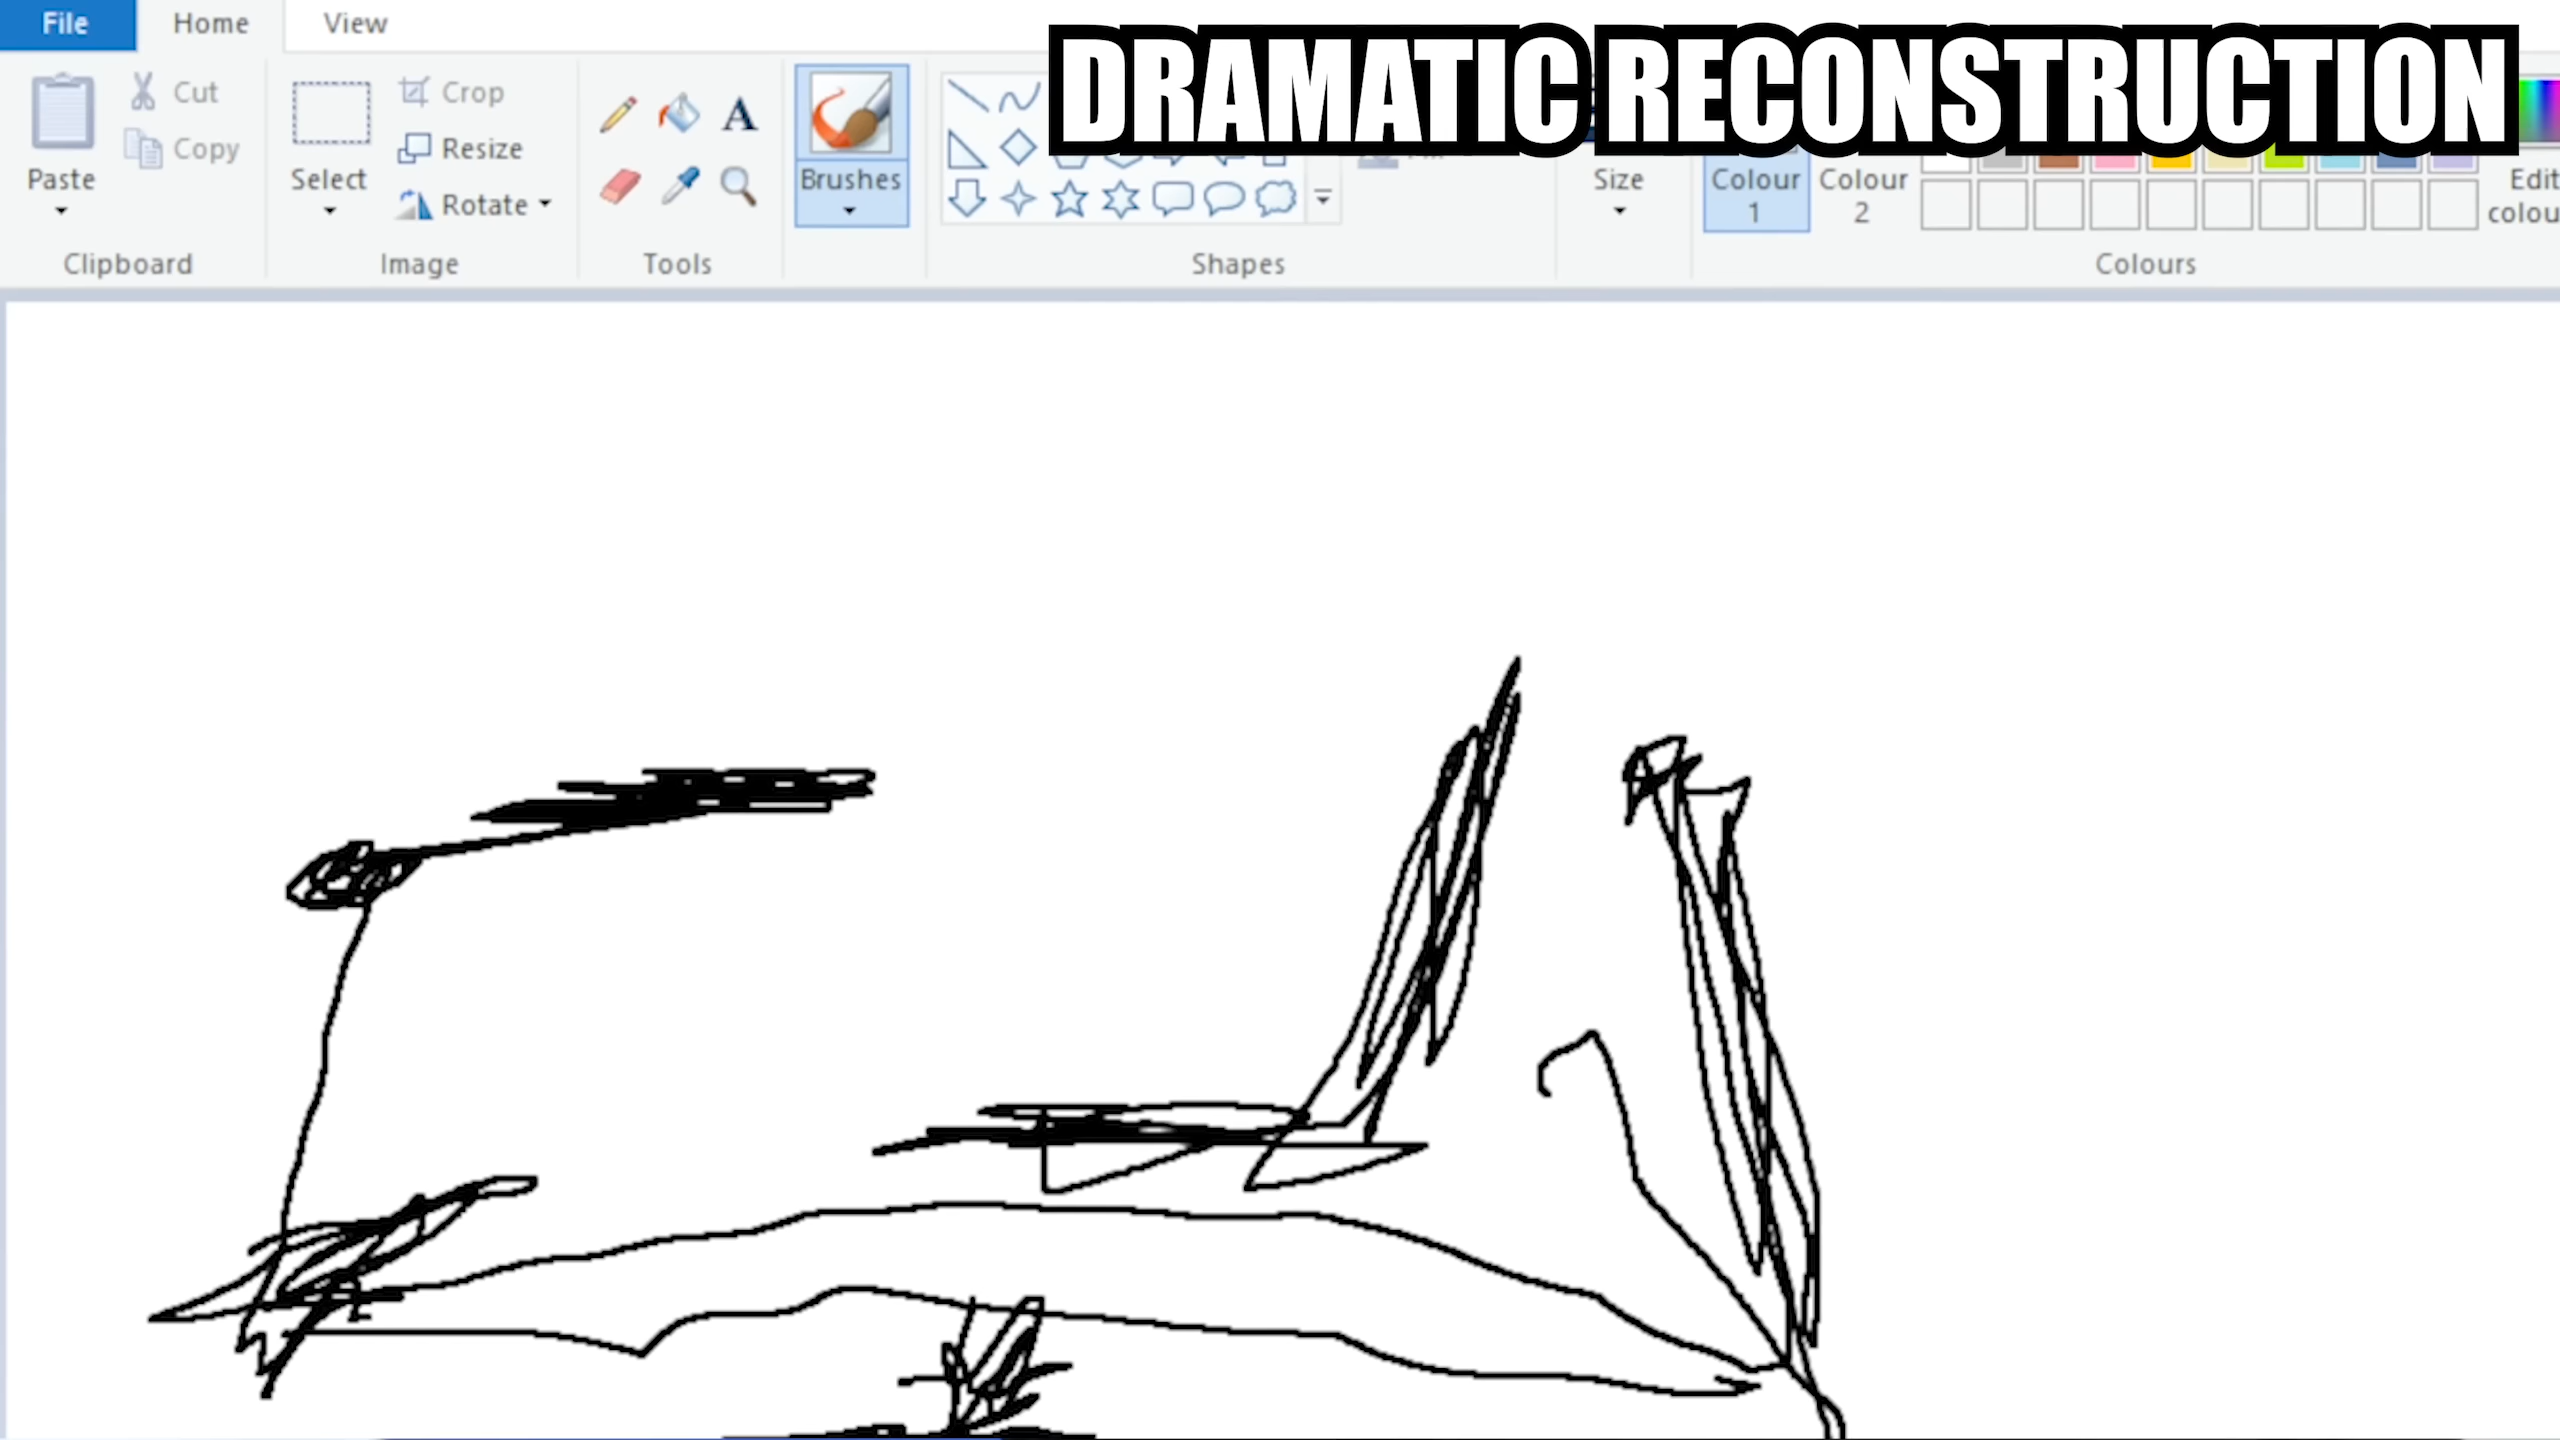 File Home View
DRAMATIC RECONSTRUCTION
Paste
Cut
Copy
Select
Crop
Resize
Rotate
A
Brushes
Size
Colour
1
Colour
2
Edit
Clipboard Image Tools Shapes Colours